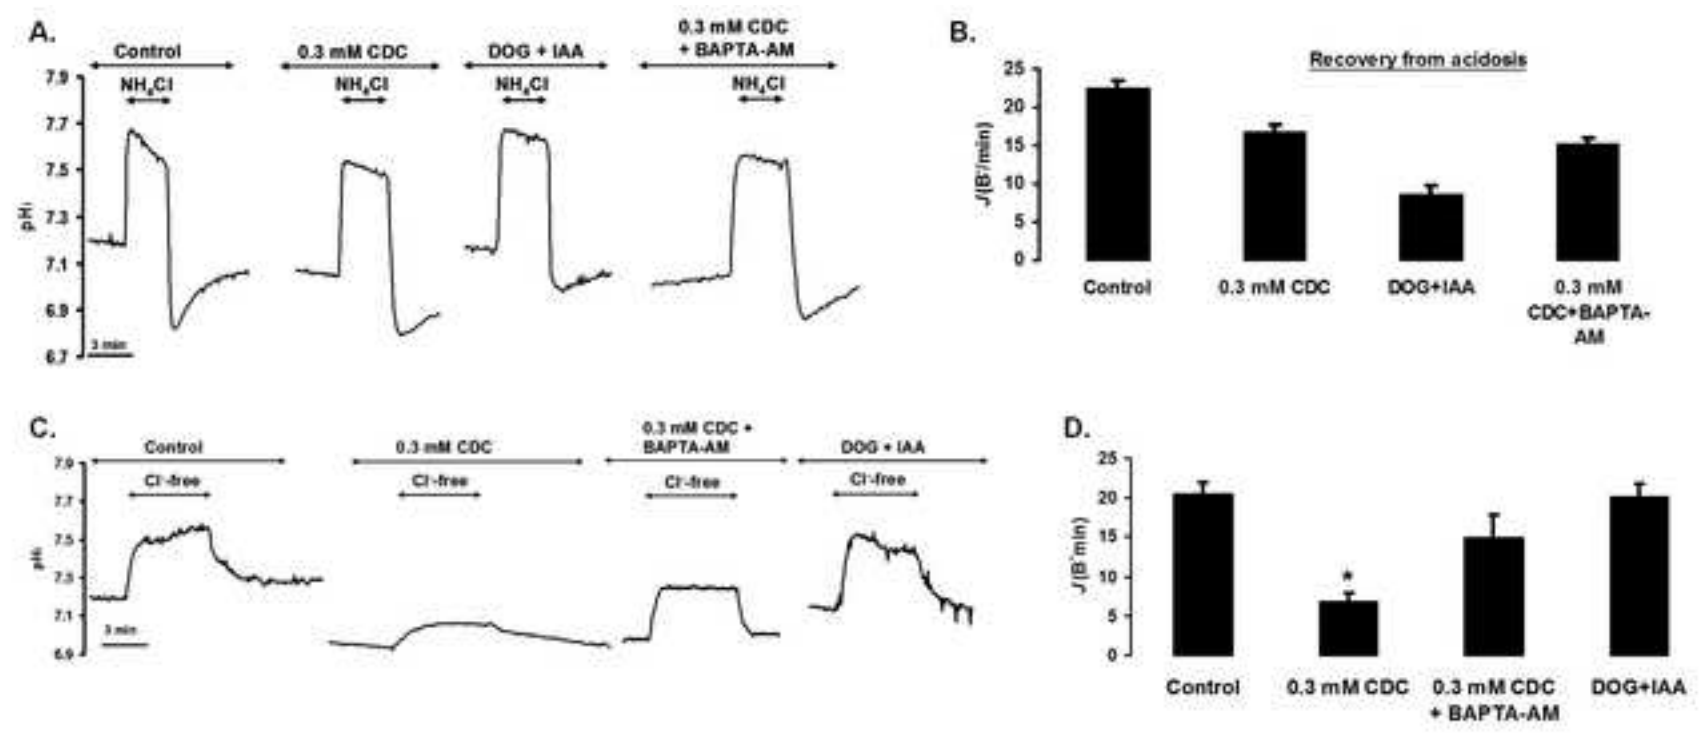 A.
Control
0.3 mM CDC
DOG + IAA
0.3 mM CDC
+ BAPTA-AM
NH₄Cl
NH₄Cl
NH₄Cl
NH₄Cl
pHi
7.9
7.7
7.5
7.3
7.1
6.9
6.7
3 min
B.
Recovery from acidosis
J/(B⁻/min)
25
20
15
10
5
0
Control
0.3 mM CDC
DOG+IAA
0.3 mM
CDC+BAPTA-
AM
C.
Control
0.3 mM CDC
0.3 mM CDC +
BAPTA-AM
DOG + IAA
Cl⁻-free
Cl⁻-free
Cl⁻-free
Cl⁻-free
pHi
7.9
7.7
7.5
7.3
7.1
6.9
3 min
D.
J/(B⁻min)
25
20
15
10
5
0
*
Control
0.3 mM CDC
0.3 mM CDC
+ BAPTA-AM
DOG+IAA